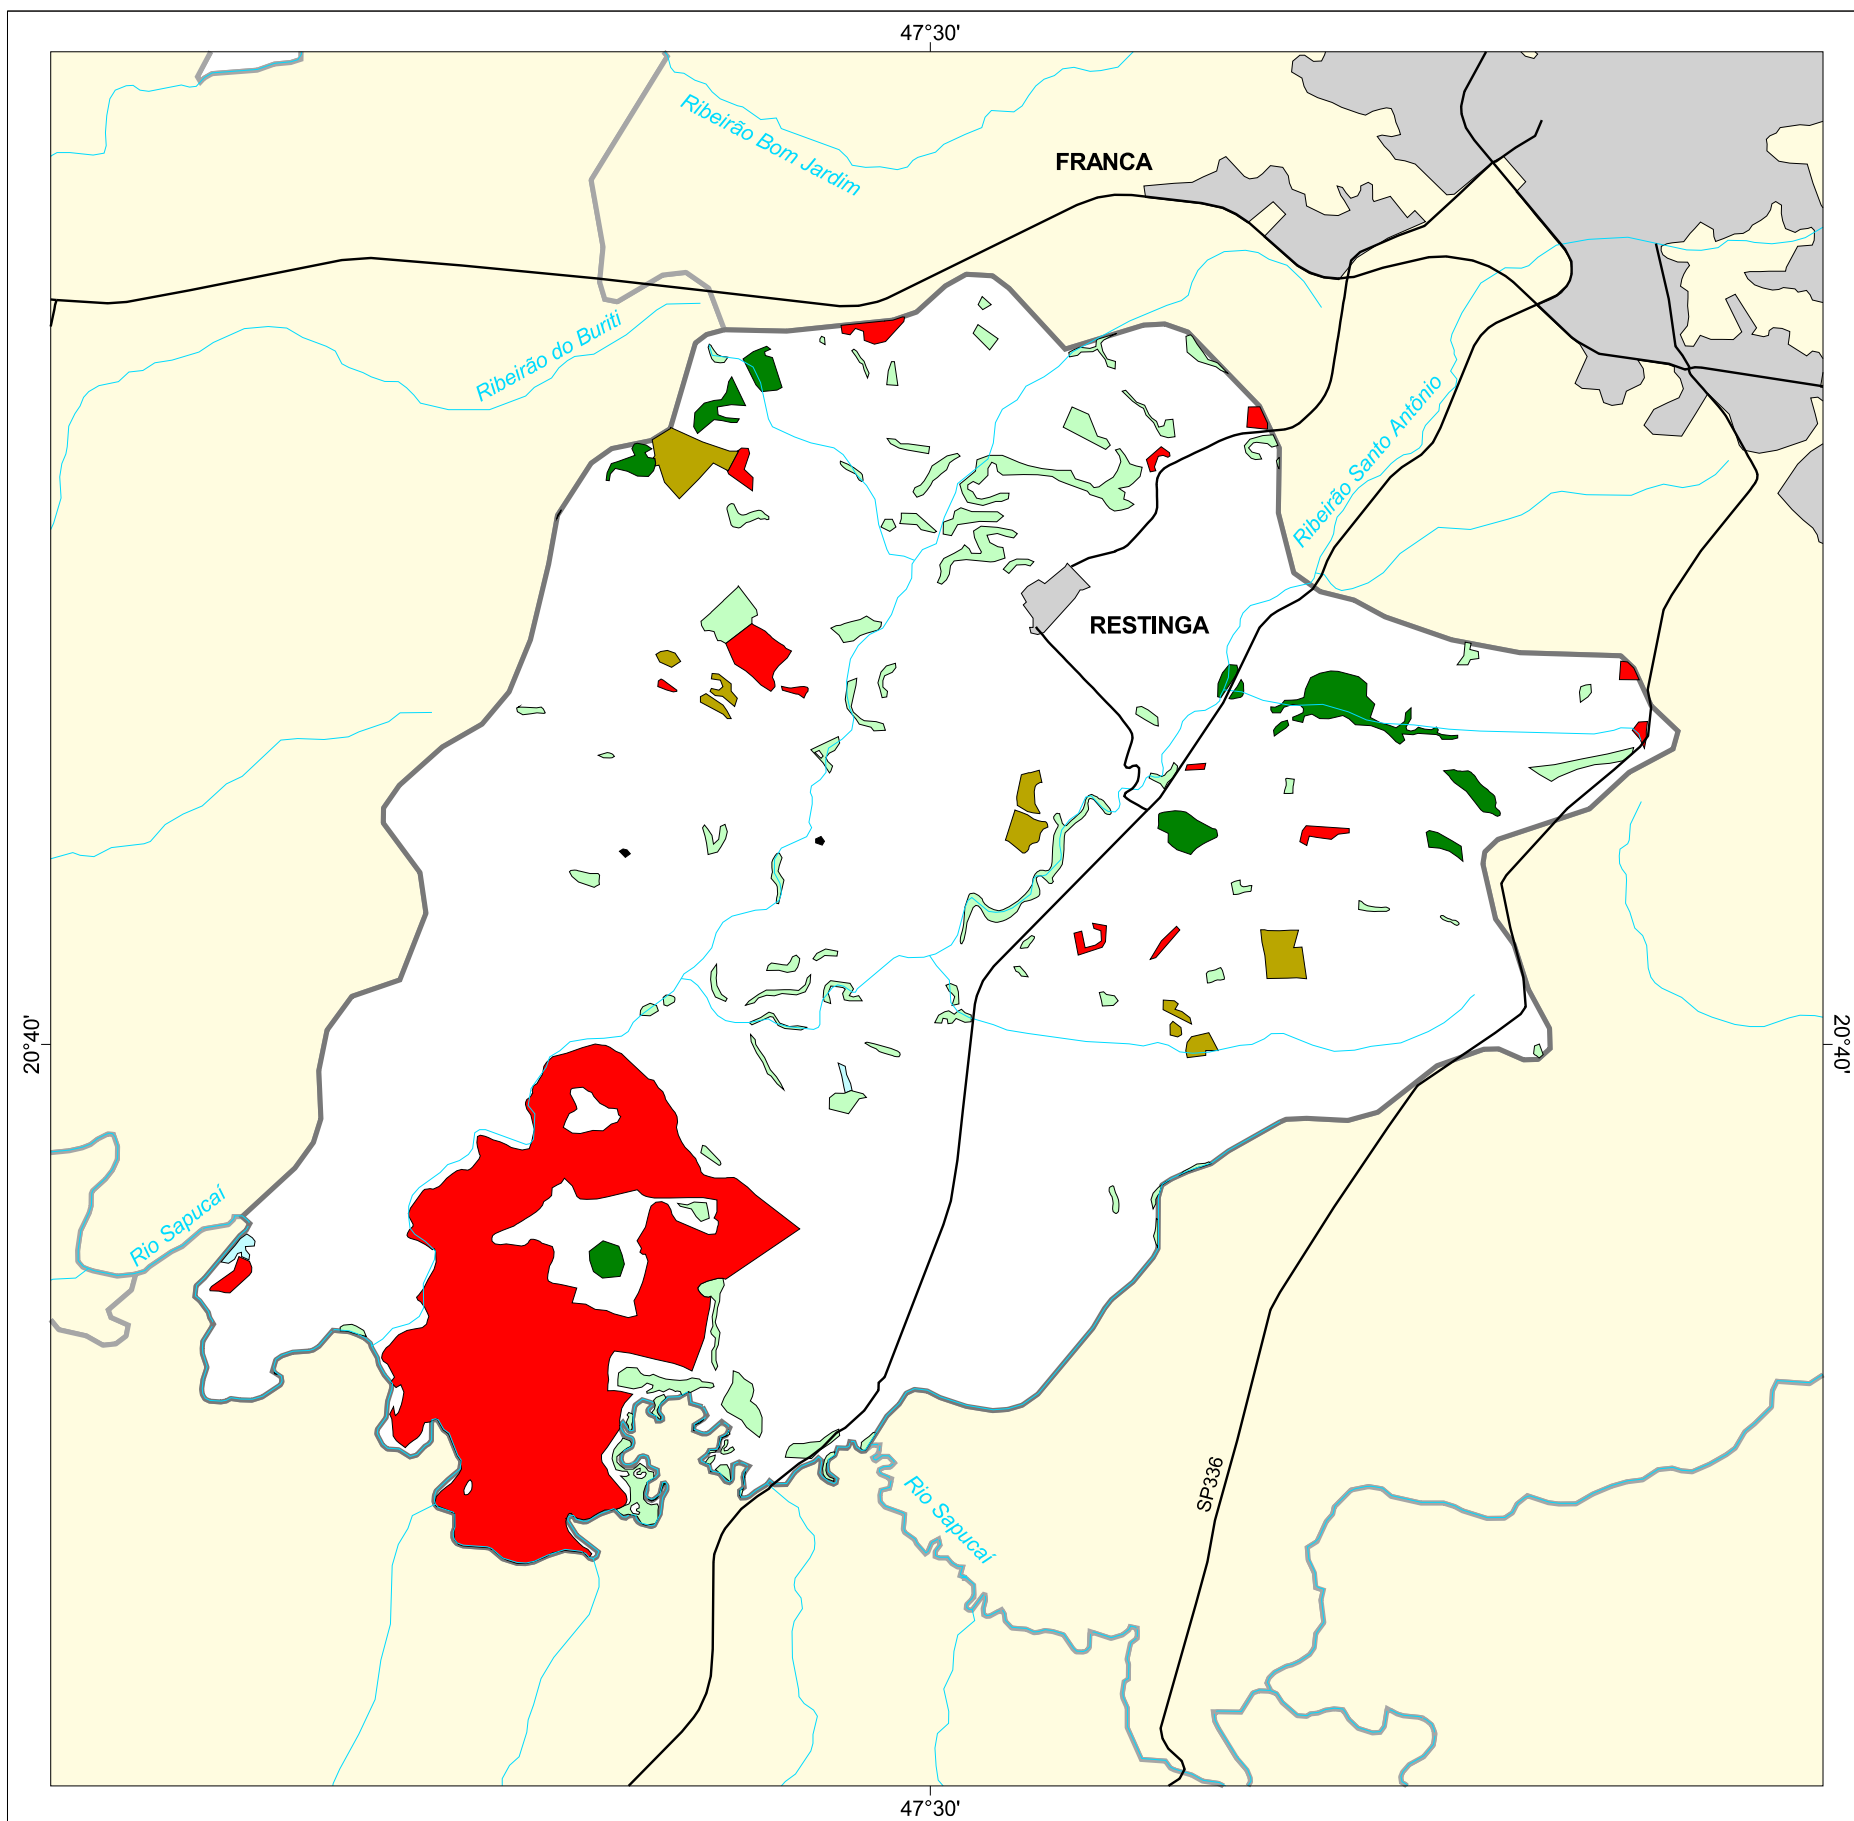 47°30'
Ribeirão Bom Jardim
FRANCA
Ribeirão do Buriti
Ribeirão Santo Antônio
RESTINGA
20°40'
20°40'
Rio Sapucaí
SP336
Rio Sapucaí
47°30'